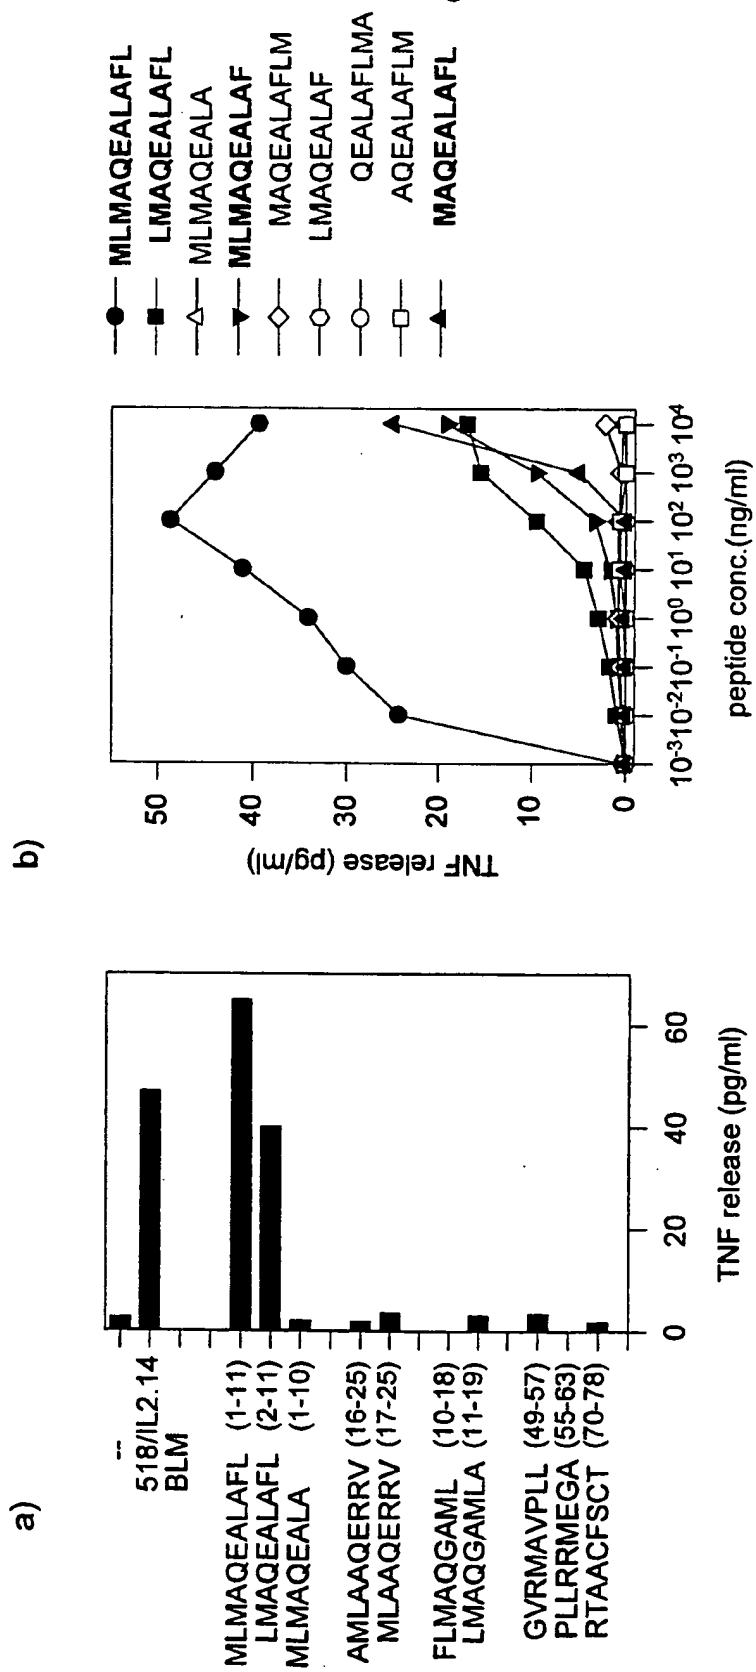 a)
--
518/IL2.14
BLM
MLMAQEALAFL (1-11)
LMAQEALAFL (2-11)
MLMAQEALA (1-10)
AMLAAQERRV (16-25)
MLAAQERRV (17-25)
FLMAQGAML (10-18)
LMAQGAMLA (11-19)
GVRMAVPLL (49-57)
PLLRRMEGA (55-63)
RTAACFSCT (70-78)
0
20
40
60
TNF release (pg/ml)
b)
TNF release (pg/ml)
50
40
30
20
10
0
10-3 10-2 10-1 100 101 102 103 104
peptide conc.(ng/ml)
MLMAQEALAFL
LMAQEALAFL
MLMAQEALA
MLMAQEALAF
MAQEALAFLM
LMAQEALAF
QEALAFLMA
AQEALAFLM
MAQEALAFL